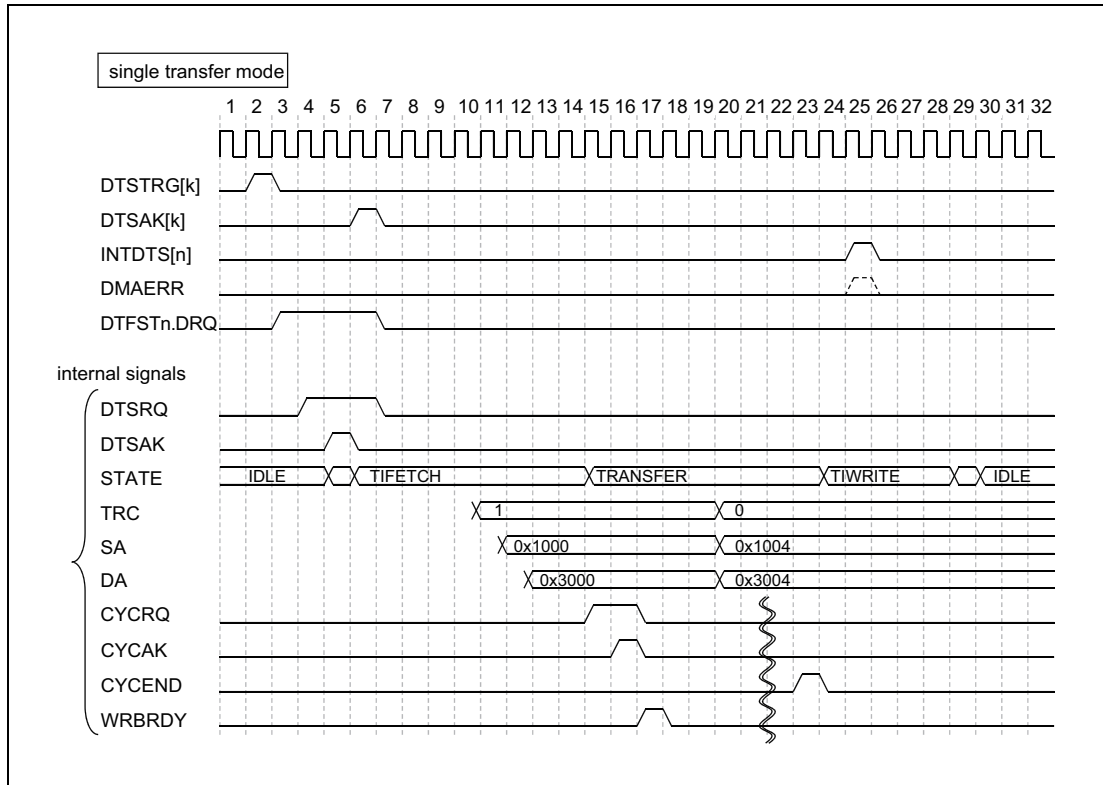 single transfer mode
1 2 3 4 5 6 7 8 9 10 11 12 13 14 15 16 17 18 19 20 21 22 23 24 25 26 27 28 29 30 31 32
DTSTRG[k]
DTSAK[k]
INTDTS[n]
DMAERR
DTFSTn.DRQ
internal signals
DTSRQ
DTSAK
STATE IDLE TIFETCH TRANSFER TIWRITE IDLE
TRC 1 0
SA 0x1000 0x1004
DA 0x3000 0x3004
CYCRQ
CYCAK
CYCEND
WRBRDY